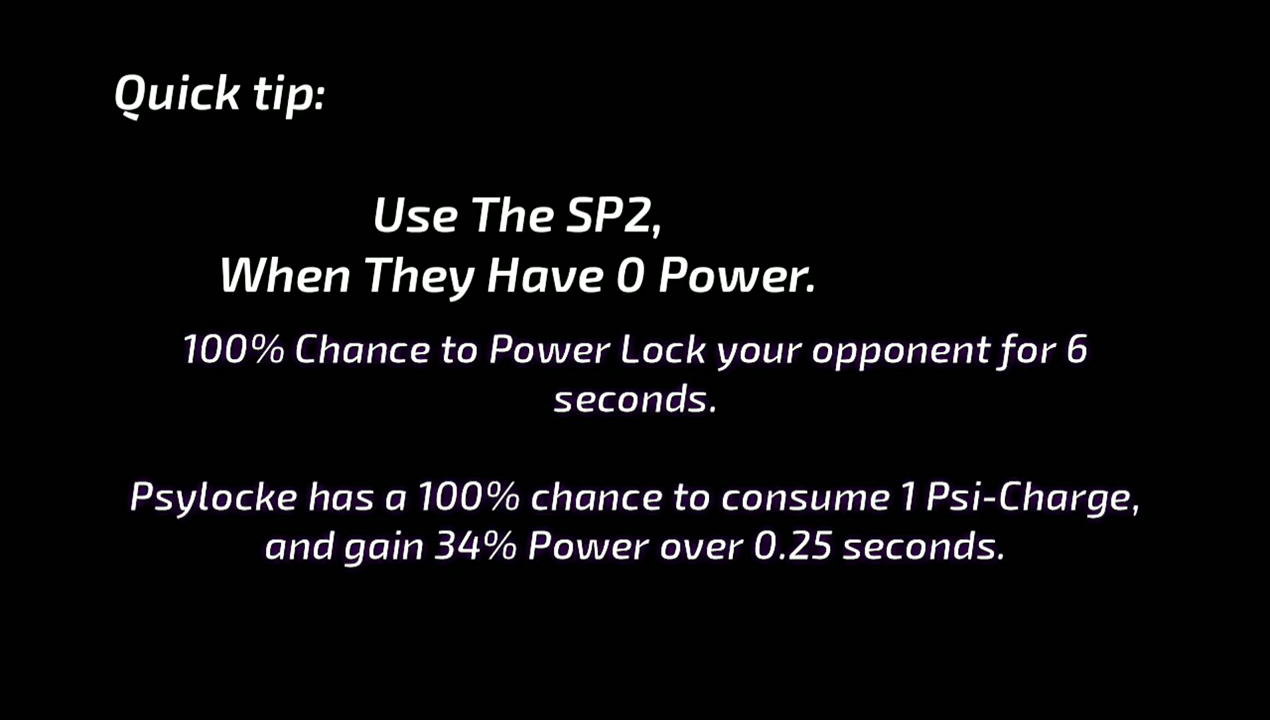 Quick tip:
Use The SP2,
When They Have 0 Power.
100% Chance to Power Lock your opponent for 6
seconds.
Psylocke has a 100% chance to consume 1 Psi-Charge,
and gain 34% Power over 0.25 seconds.